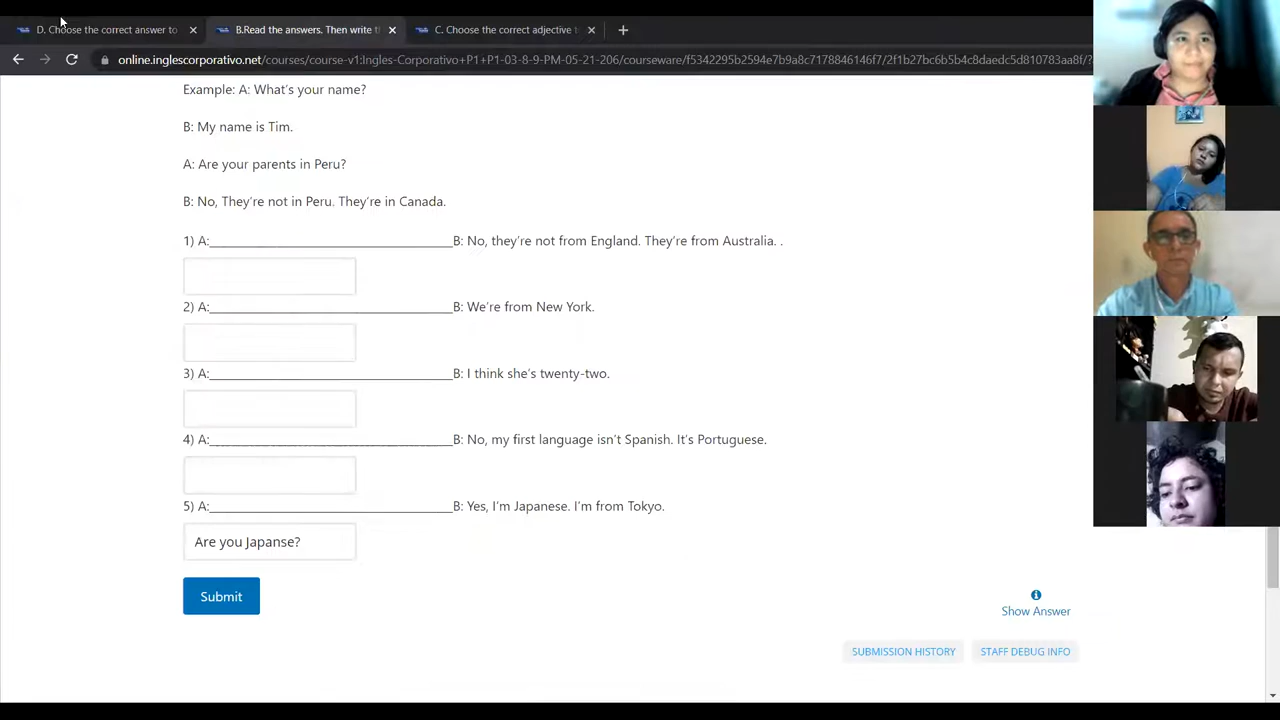 D. Choose the correct answer to
B.Read the answers. Then write t
C. Choose the correct adjective t
online.inglescorporativo.net/courses/course-v1:Ingles-Corporativo+P1+P1-03-8-9-PM-05-21-206/courseware/f5342295b2594e7b9a8c7178846146f7/2f1b27bc6b5b4c8daedc5d810783aa8f/?
Example: A: What's your name?
B: My name is Tim.
A: Are your parents in Peru?
B: No, They're not in Peru. They're in Canada.
1) A:________________________________B: No, they're not from England. They're from Australia. .
2) A:________________________________B: We're from New York.
3) A:________________________________B: I think she's twenty-two.
4) A:________________________________B: No, my first language isn't Spanish. It's Portuguese.
5) A:________________________________B: Yes, I'm Japanese. I'm from Tokyo.
Are you Japanse?
Submit
Show Answer
SUBMISSION HISTORY
STAFF DEBUG INFO